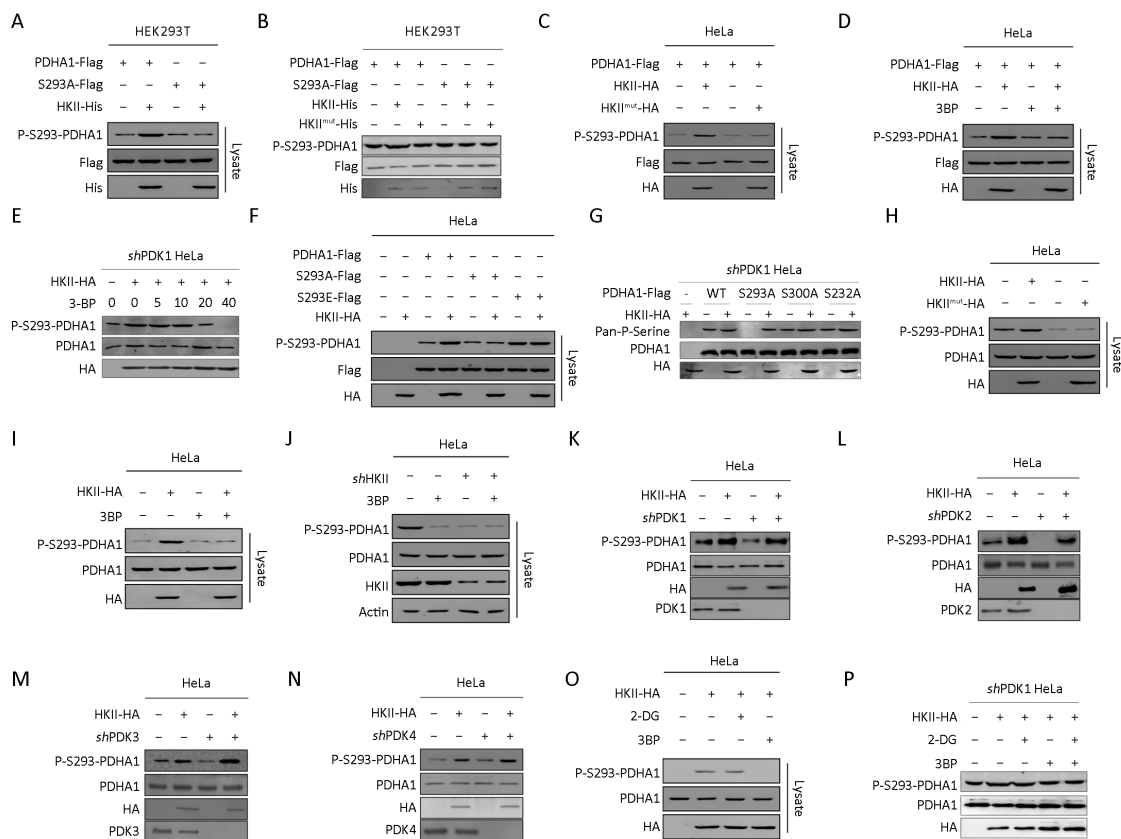 A
HEK293T
PDHA1-Flag + + – –
S293A-Flag – – + +
HKII-His – + – +
P-S293-PDHA1
Flag
His
Lysate
B
HEK293T
PDHA1-Flag + + + – – –
S293A-Flag – – – + + +
HKII-His – + – – + –
HKIImut-His – – + – – +
P-S293-PDHA1
Flag
His
C
HeLa
PDHA1-Flag + + + +
HKII-HA – + – –
HKIImut-HA – – – +
P-S293-PDHA1
Flag
HA
Lysate
D
HeLa
PDHA1-Flag + + + +
HKII-HA – + – +
3BP – – + +
P-S293-PDHA1
Flag
HA
Lysate
E
shPDK1 HeLa
HKII-HA – + + + + +
3-BP 0 0 5 10 20 40
P-S293-PDHA1
PDHA1
HA
F
HeLa
PDHA1-Flag – – + + – – – –
S293A-Flag – – – – + + – –
S293E-Flag – – – – – – + +
HKII-HA – + – + – + – +
P-S293-PDHA1
Flag
HA
Lysate
G
shPDK1 HeLa
PDHA1-Flag - WT S293A S300A S232A
HKII-HA + – + – + – + – +
Pan-P-Serine
PDHA1
HA
H
HeLa
HKII-HA – + – –
HKIImut-HA – – – +
P-S293-PDHA1
PDHA1
HA
Lysate
I
HeLa
HKII-HA – + – +
3BP – – + +
P-S293-PDHA1
PDHA1
HA
Lysate
J
HeLa
shHKII – – + +
3BP – + – +
P-S293-PDHA1
PDHA1
HKII
Actin
Lysate
K
HeLa
HKII-HA – + – +
shPDK1 – – + +
P-S293-PDHA1
PDHA1
HA
PDK1
L
HeLa
HKII-HA – + – +
shPDK2 – – + +
P-S293-PDHA1
PDHA1
HA
PDK2
M
HeLa
HKII-HA – + – +
shPDK3 – – + +
P-S293-PDHA1
PDHA1
HA
PDK3
N
HeLa
HKII-HA – + – +
shPDK4 – – + +
P-S293-PDHA1
PDHA1
HA
PDK4
O
HeLa
HKII-HA – + + +
2-DG – – + –
3BP – – – +
P-S293-PDHA1
PDHA1
HA
Lysate
P
shPDK1 HeLa
HKII-HA – + + + +
2-DG – – + – +
3BP – – – + +
P-S293-PDHA1
PDHA1
HA